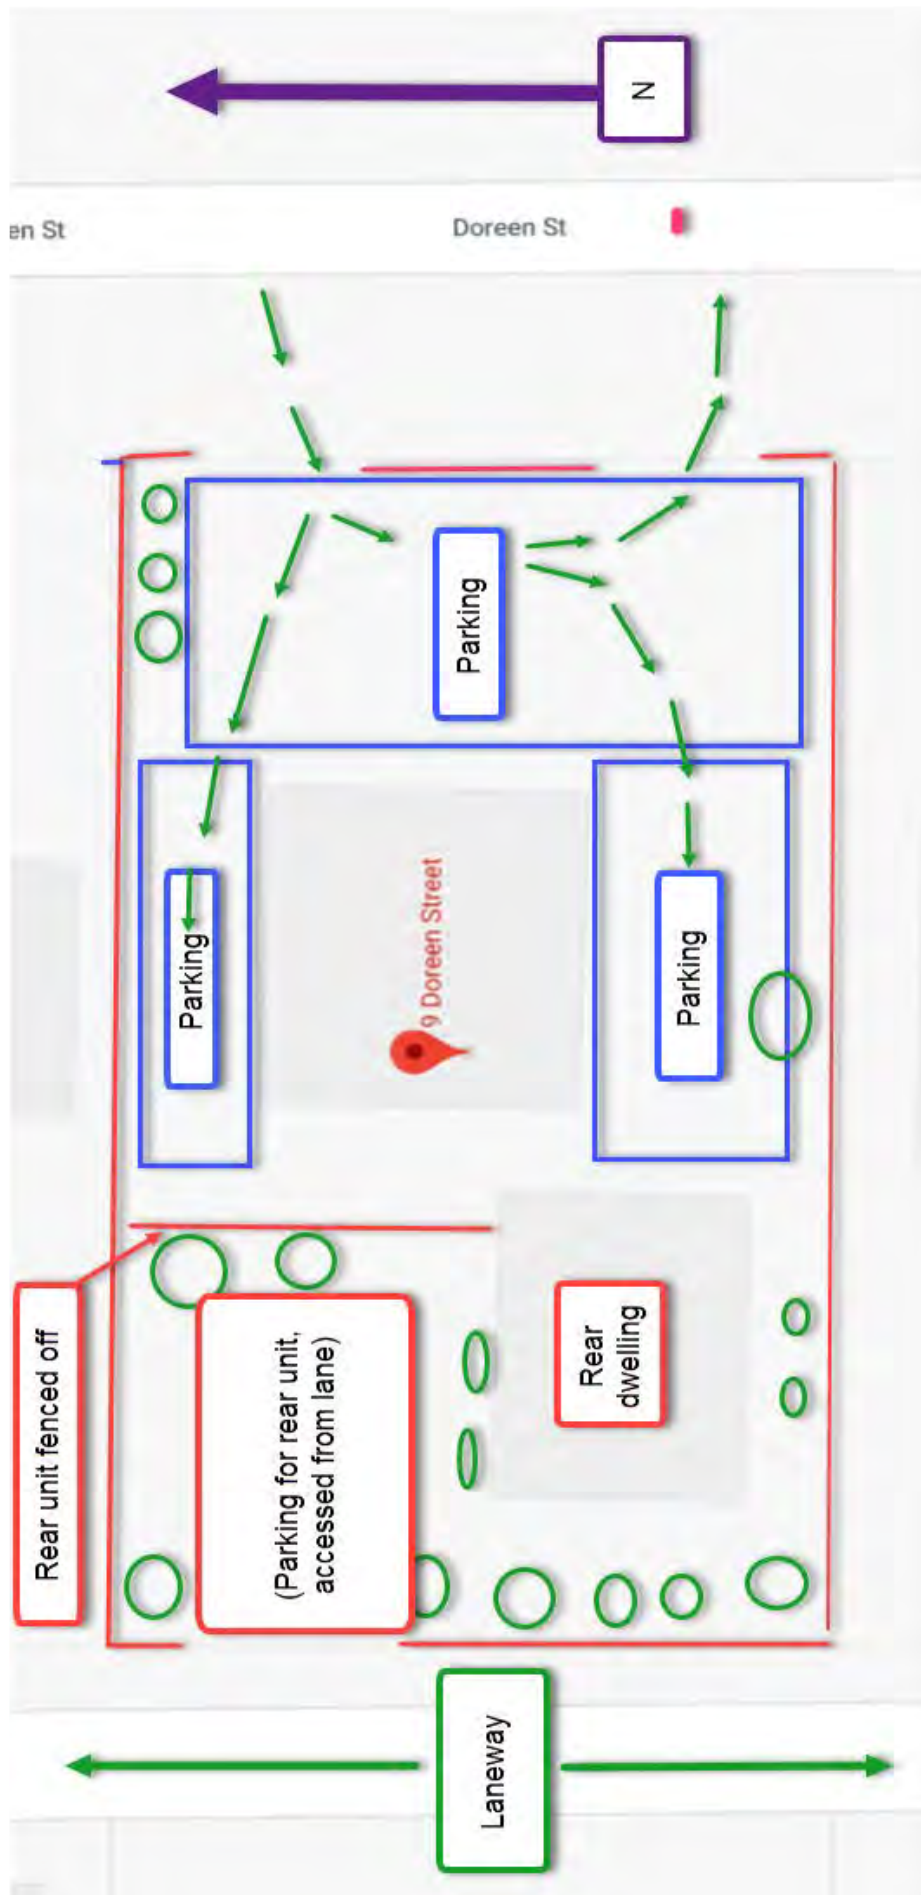 N
en St
Doreen St
Parking
Parking
9 Doreen Street
Parking
Rear unit fenced off
(Parking for rear unit,
accessed from lane)
Rear
dwelling
Laneway